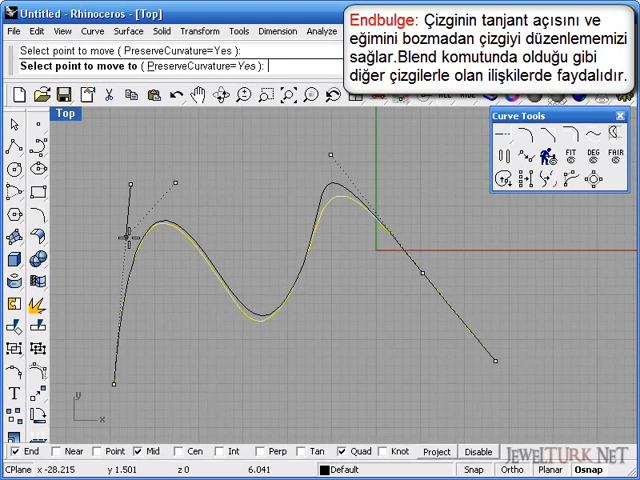 Untitled - Rhinoceros - [Top]
Endbulge: Çizginin tanjant açısını ve
eğimini bozmadan çizgiyi düzenlememizi
sağlar.Blend komutunda olduğu gibi
diğer çizgilerle olan ilişkilerde faydalıdır.
File Edit View Curve Surface Solid Transform Tools Dimension Analyze
Select point to move ( PreserveCurvature=Yes ):
Select point to move to ( PreserveCurvature=Yes ):
Top
Curve Tools
FIT DEG FAIR
y
x
End Near Point Mid Cen Int Perp Tan Quad Knot Project Disable
JEWELTURK.NET
CPlane x -28.215 y 1.501 z 0 6.041 Default Snap Ortho Planar Osnap